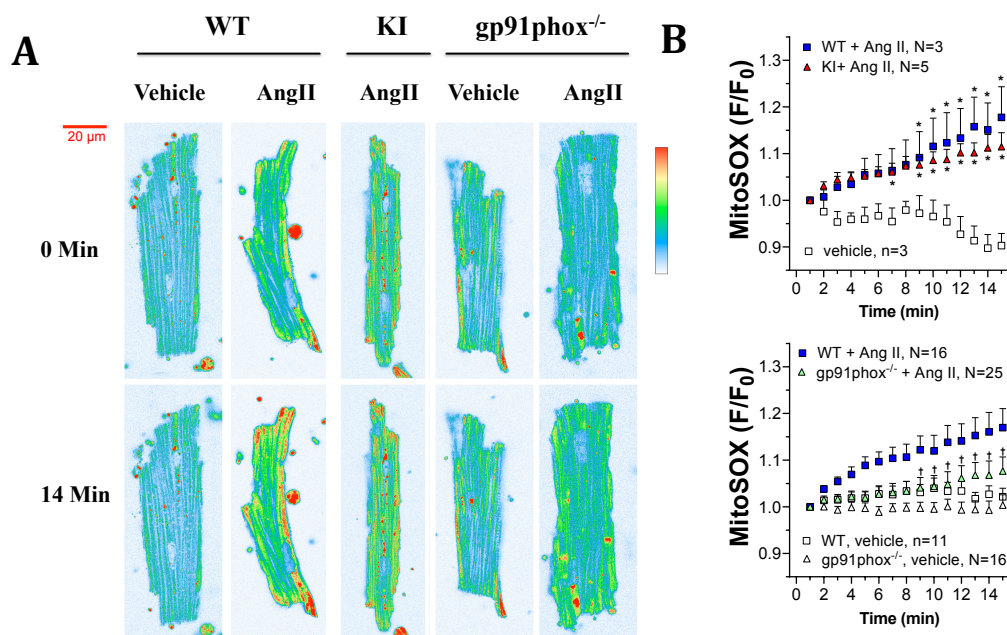 A
WT
KI
gp91phox-/-
Vehicle
AngII
AngII
Vehicle
AngII
20 µm
0 Min
14 Min
B
MitoSOX (F/F0)
1.3
1.2
1.1
1.0
0.9
WT + Ang II, N=3
KI+ Ang II, N=5
* * * * * * *
* * * * * * * *
vehicle, n=3
0 2 4 6 8 10 12 14
Time (min)
MitoSOX (F/F0)
1.3
1.2
1.1
1.0
0.9
WT + Ang II, N=16
gp91phox-/- + Ang II, N=25
† † † † † † †
WT, vehicle, n=11
gp91phox-/-, vehicle, N=16
0 2 4 6 8 10 12 14
Time (min)